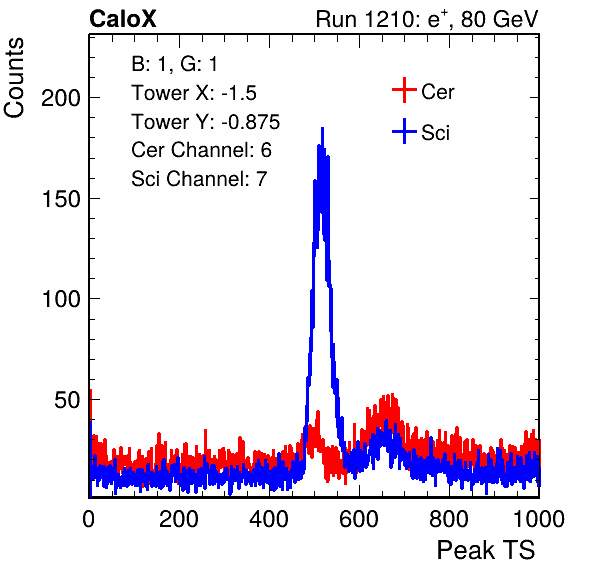 CaloX Run 1210: e⁺, 80 GeV
Counts
B: 1, G: 1
Tower X: -1.5
Tower Y: -0.875
Cer Channel: 6
Sci Channel: 7
Cer
Sci
200
150
100
50
0 200 400 600 800 1000
Peak TS